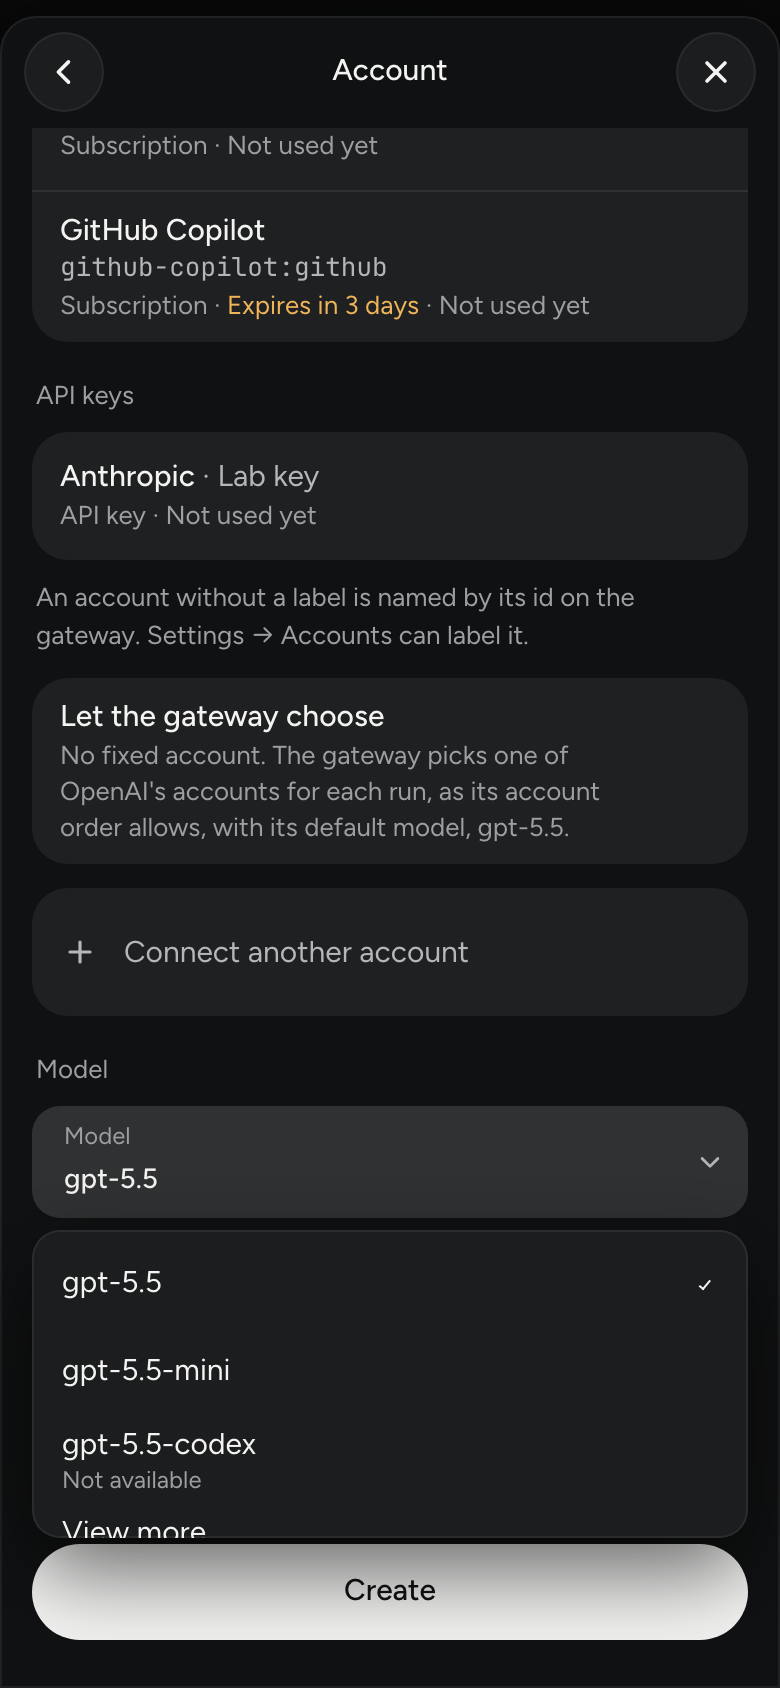 Account
Subscription · Not used yet
GitHub Copilot
github-copilot:github
Subscription · Expires in 3 days · Not used yet
API keys
Anthropic · Lab key
API key · Not used yet
An account without a label is named by its id on the
gateway. Settings → Accounts can label it.
Let the gateway choose
No fixed account. The gateway picks one of
OpenAI's accounts for each run, as its account
order allows, with its default model, gpt-5.5.
Connect another account
Model
Model
gpt-5.5
gpt-5.5
gpt-5.5-mini
gpt-5.5-codex
Not available
View more
Create